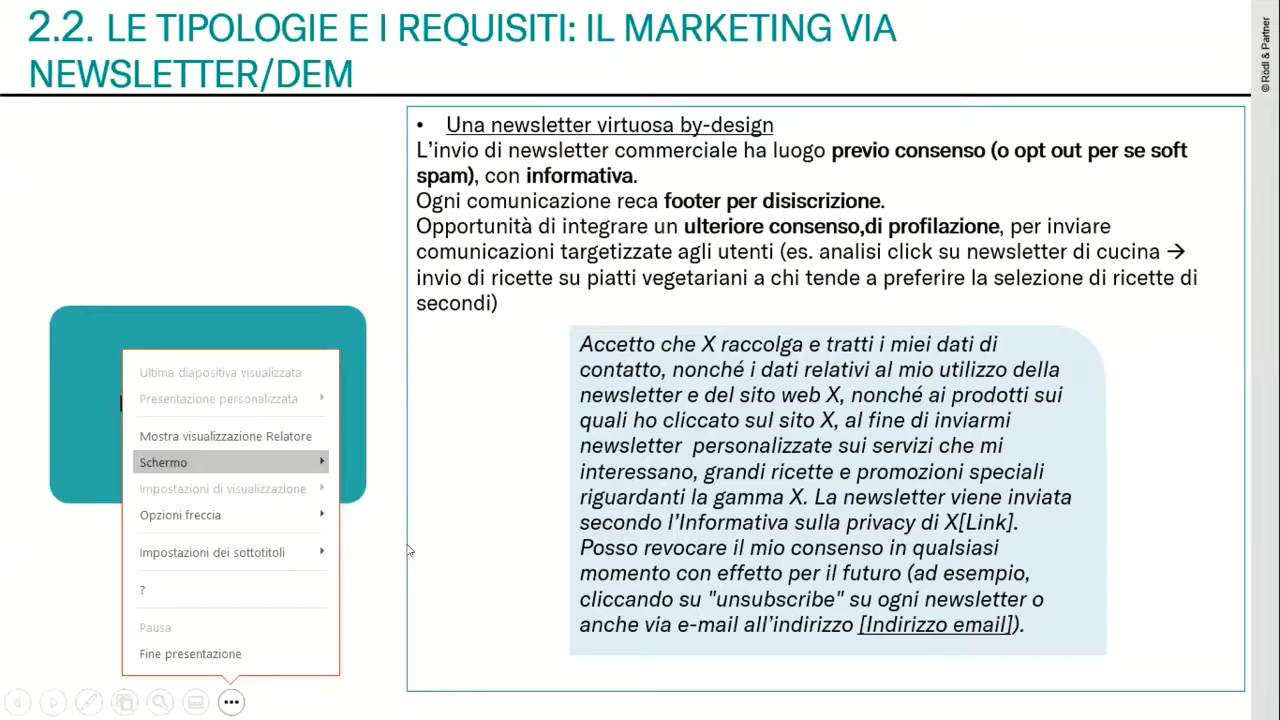 2.2. LE TIPOLOGIE E I REQUISITI: IL MARKETING VIA
NEWSLETTER/DEM
© Rödl & Partner
• Una newsletter virtuosa by-design
L'invio di newsletter commerciale ha luogo previo consenso (o opt out per se soft
spam), con informativa.
Ogni comunicazione reca footer per disiscrizione.
Opportunità di integrare un ulteriore consenso,di profilazione, per inviare
comunicazioni targetizzate agli utenti (es. analisi click su newsletter di cucina →
invio di ricette su piatti vegetariani a chi tende a preferire la selezione di ricette di
secondi)
Accetto che X raccolga e tratti i miei dati di
contatto, nonché i dati relativi al mio utilizzo della
newsletter e del sito web X, nonché ai prodotti sui
quali ho cliccato sul sito X, al fine di inviarmi
newsletter personalizzate sui servizi che mi
interessano, grandi ricette e promozioni speciali
riguardanti la gamma X. La newsletter viene inviata
secondo l'Informativa sulla privacy di X[Link].
Posso revocare il mio consenso in qualsiasi
momento con effetto per il futuro (ad esempio,
cliccando su "unsubscribe" su ogni newsletter o
anche via e-mail all'indirizzo [Indirizzo email]).
Ultima diapositiva visualizzata
Presentazione personalizzata
Mostra visualizzazione Relatore
Schermo
Impostazioni di visualizzazione
Opzioni freccia
Impostazioni dei sottotitoli
?
Pausa
Fine presentazione